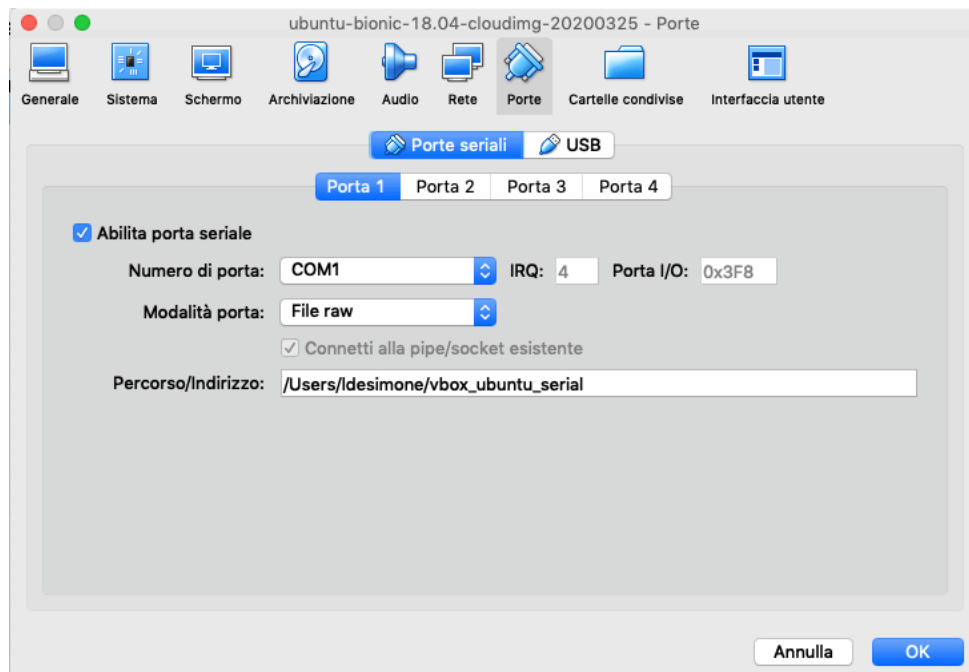 ubuntu-bionic-18.04-cloudimg-20200325 - Porte
Generale Sistema Schermo Archiviazione Audio Rete Porte Cartelle condivise Interfaccia utente
Porte seriali USB
Porta 1 Porta 2 Porta 3 Porta 4
Abilita porta seriale
Numero di porta: COM1 IRQ: 4 Porta I/O: 0x3F8
Modalità porta: File raw
Connetti alla pipe/socket esistente
Percorso/Indirizzo: /Users/ldesimone/vbox_ubuntu_serial
Annulla OK